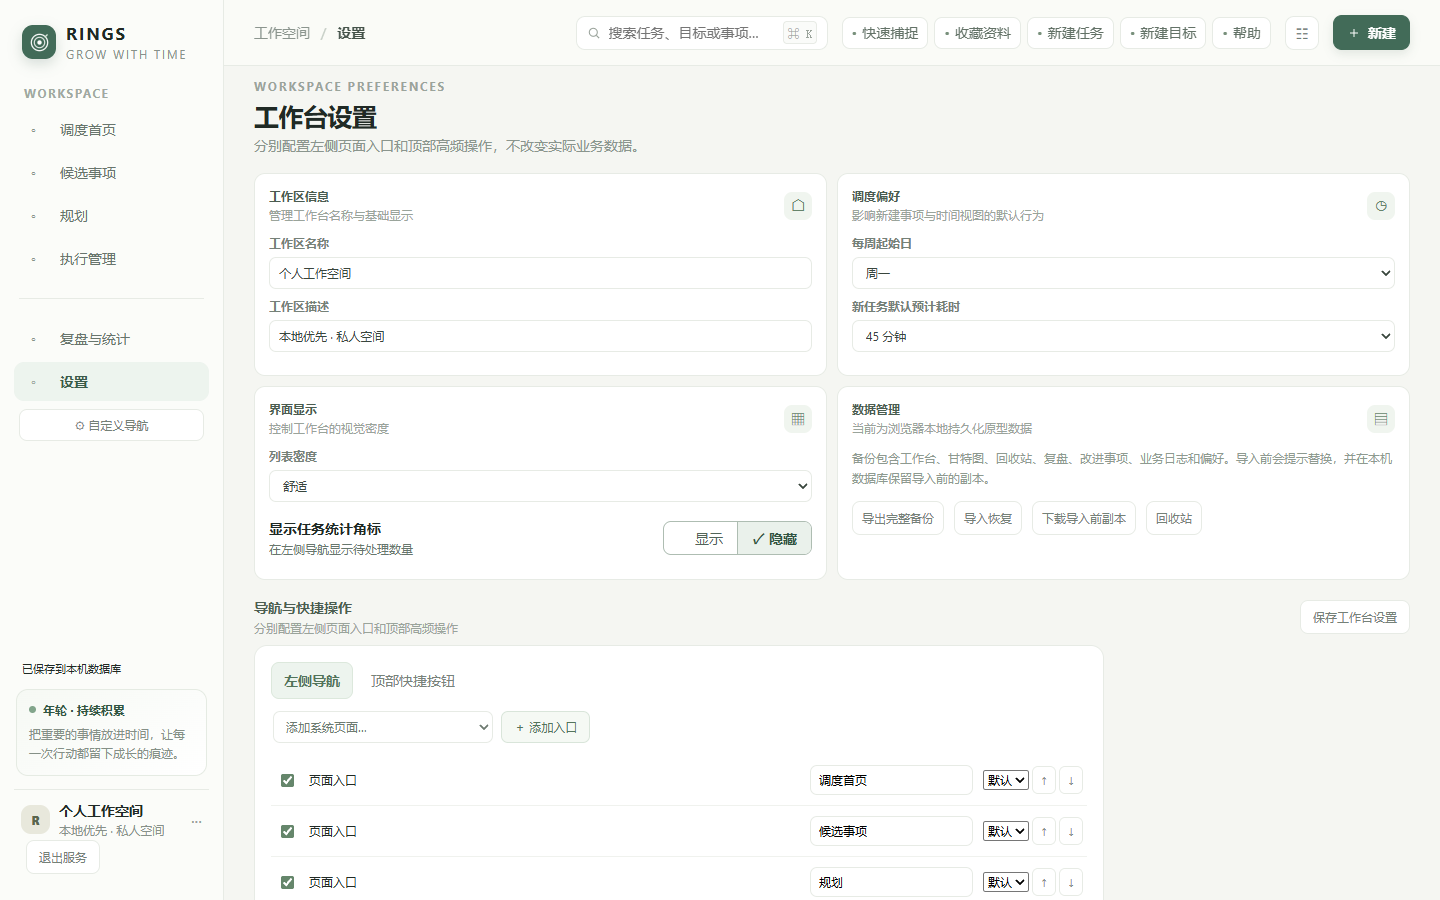 RINGS
GROW WITH TIME
WORKSPACE
调度首页
候选事项
规划
执行管理
复盘与统计
设置
自定义导航
已保存到本机数据库
年轮 · 持续积累
把重要的事情放进时间，让每
一次行动都留下成长的痕迹。
R
个人工作空间
本地优先 · 私人空间
...
退出服务
工作空间 / 设置
搜索任务、目标或事项... ⌘ K
• 快速捕捉
• 收藏资料
• 新建任务
• 新建目标
• 帮助
+ 新建
WORKSPACE PREFERENCES
工作台设置
分别配置左侧页面入口和顶部高频操作，不改变实际业务数据。
工作区信息
管理工作台名称与基础显示
工作区名称
个人工作空间
工作区描述
本地优先 · 私人空间
调度偏好
影响新建事项与时间视图的默认行为
每周起始日
周一
新任务默认预计耗时
45 分钟
界面显示
控制工作台的视觉密度
列表密度
舒适
显示任务统计角标
在左侧导航显示待处理数量
显示
✓ 隐藏
数据管理
当前为浏览器本地持久化原型数据
备份包含工作台、甘特图、回收站、复盘、改进事项、业务日志和偏好。导入前会提示替换，并在本机
数据库保留导入前的副本。
导出完整备份
导入恢复
下载导入前副本
回收站
导航与快捷操作
分别配置左侧页面入口和顶部高频操作
保存工作台设置
左侧导航
顶部快捷按钮
添加系统页面...
+ 添加入口
页面入口 调度首页 默认 ↑ ↓
页面入口 候选事项 默认 ↑ ↓
页面入口 规划 默认 ↑ ↓